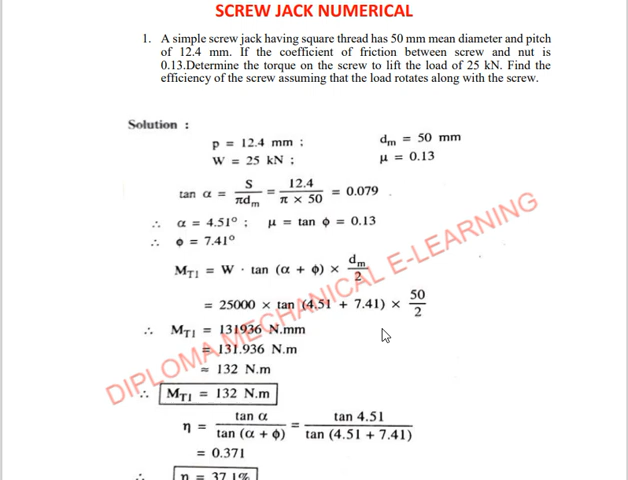 SCREW JACK NUMERICAL
1. A simple screw jack having square thread has 50 mm mean diameter and pitch
of 12.4 mm. If the coefficient of friction between screw and nut is
0.13.Determine the torque on the screw to lift the load of 25 kN. Find the
efficiency of the screw assuming that the load rotates along with the screw.
Solution :
p = 12.4 mm ; dm = 50 mm
W = 25 kN ; μ = 0.13
tan α = S / πdm = 12.4 / π × 50 = 0.079
∴ α = 4.51° ; μ = tan ϕ = 0.13
∴ ϕ = 7.41°
MT1 = W · tan (α + ϕ) × dm / 2
= 25000 × tan (4.51 + 7.41) × 50 / 2
∴ MT1 = 131936 N.mm
= 131.936 N.m
≈ 132 N.m
∴ MT1 = 132 N.m
η = tan α / tan (α + ϕ) = tan 4.51 / tan (4.51 + 7.41)
= 0.371
∴ η = 37.1%
DIPLOMA MECHANICAL E-LEARNING